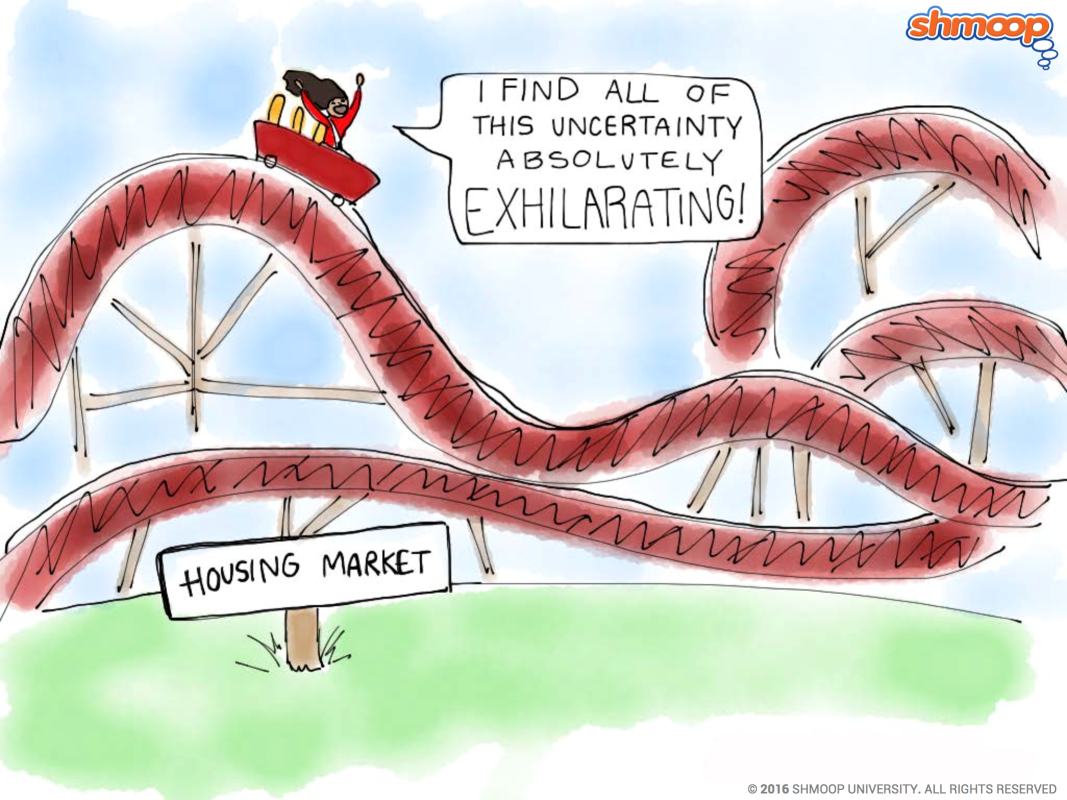 shmoop
I FIND ALL OF
THIS UNCERTAINTY
ABSOLUTELY
EXHILARATING!
HOUSING MARKET
© 2016 SHMOOP UNIVERSITY. ALL RIGHTS RESERVED